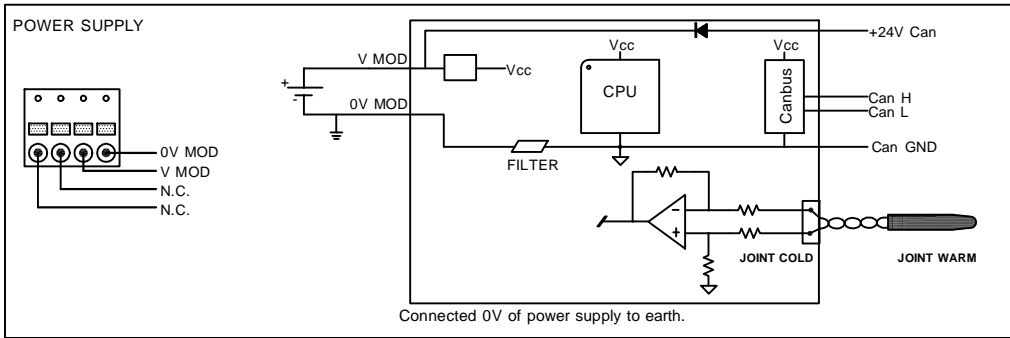 POWER SUPPLY
0V MOD
V MOD
N.C.
N.C.
+
-
V MOD
0V MOD
Vcc
FILTER
Vcc
CPU
Vcc
Canbus
+24V Can
Can H
Can L
Can GND
-
+
JOINT COLD
JOINT WARM
Connected 0V of power supply to earth.